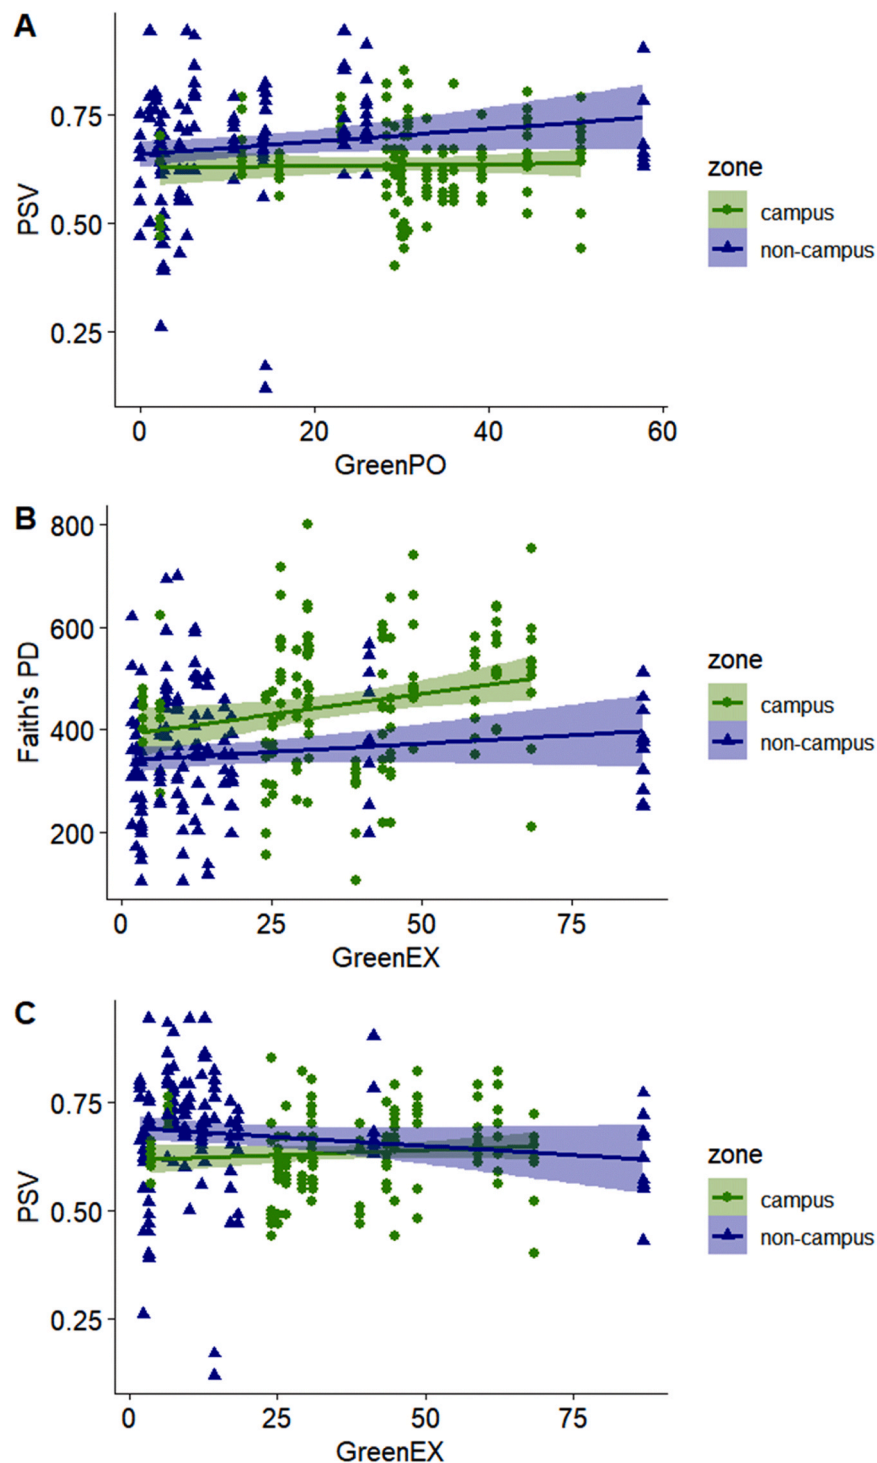 A
PSV
0.75
0.50
0.25
0
20
40
60
GreenPO
zone
campus
non-campus
B
Faith's PD
800
600
400
200
0
25
50
75
GreenEX
zone
campus
non-campus
C
PSV
0.75
0.50
0.25
0
25
50
75
GreenEX
zone
campus
non-campus